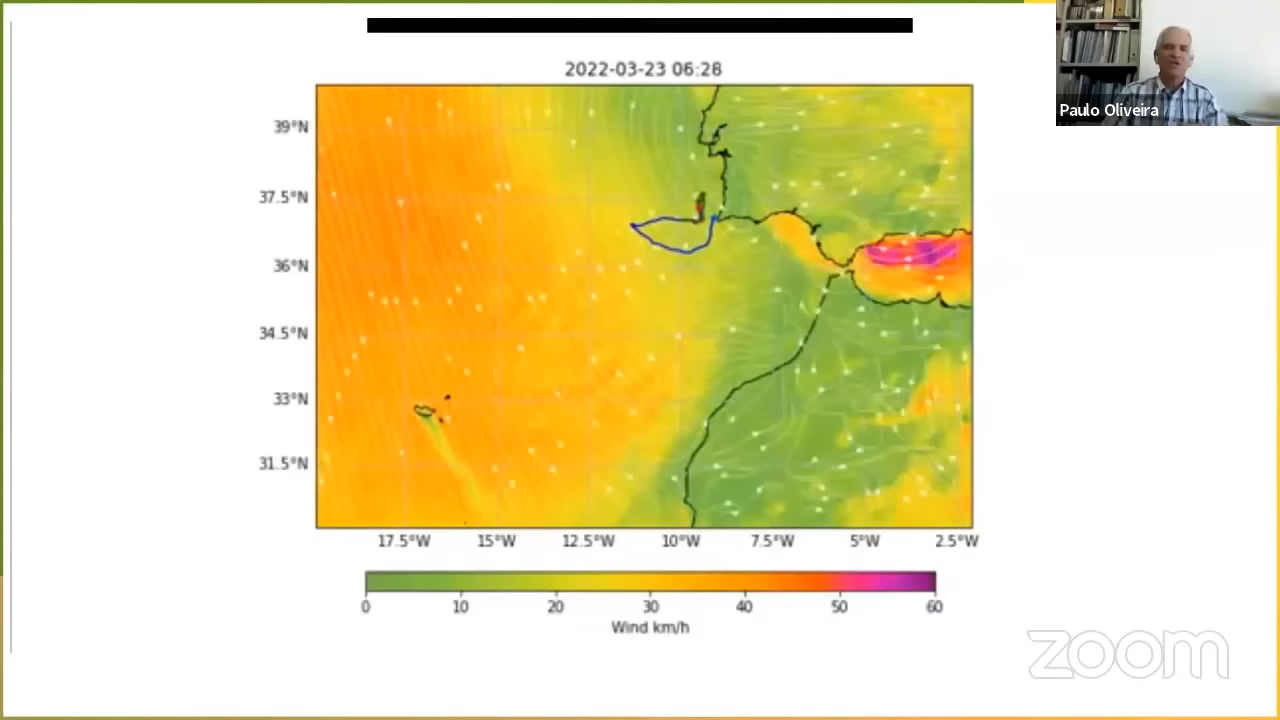 2022-03-23 06:28
Paulo Oliveira
39°N
37.5°N
36°N
34.5°N
33°N
31.5°N
17.5°W 15°W 12.5°W 10°W 7.5°W 5°W 2.5°W
0 10 20 30 40 50 60
Wind km/h
zoom